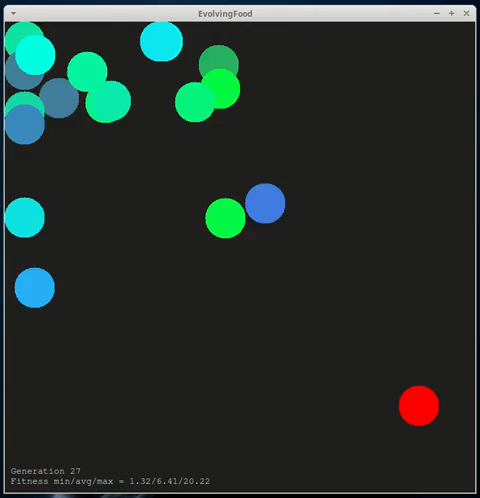 EvolvingFood
Generation 27
Fitness min/avg/max = 1.32/6.41/20.22